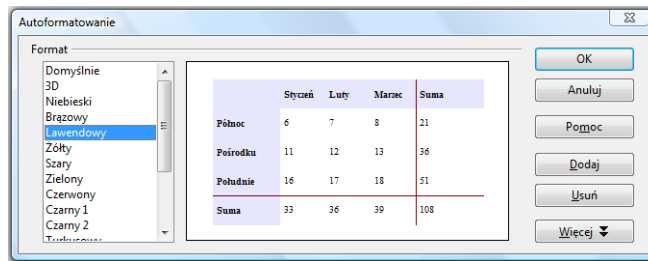 Autoformatowanie
Format
Domyślnie
3D
Niebieski
Brązowy
Lawendowy
Żółty
Szary
Zielony
Czerwony
Czarny 1
Czarny 2
Turkusowy
Styczeń Luty Marzec Suma
Północ 6 7 8 21
Pośrodku 11 12 13 36
Południe 16 17 18 51
Suma 33 36 39 108
OK
Anuluj
Pomoc
Dodaj
Usuń
Więcej